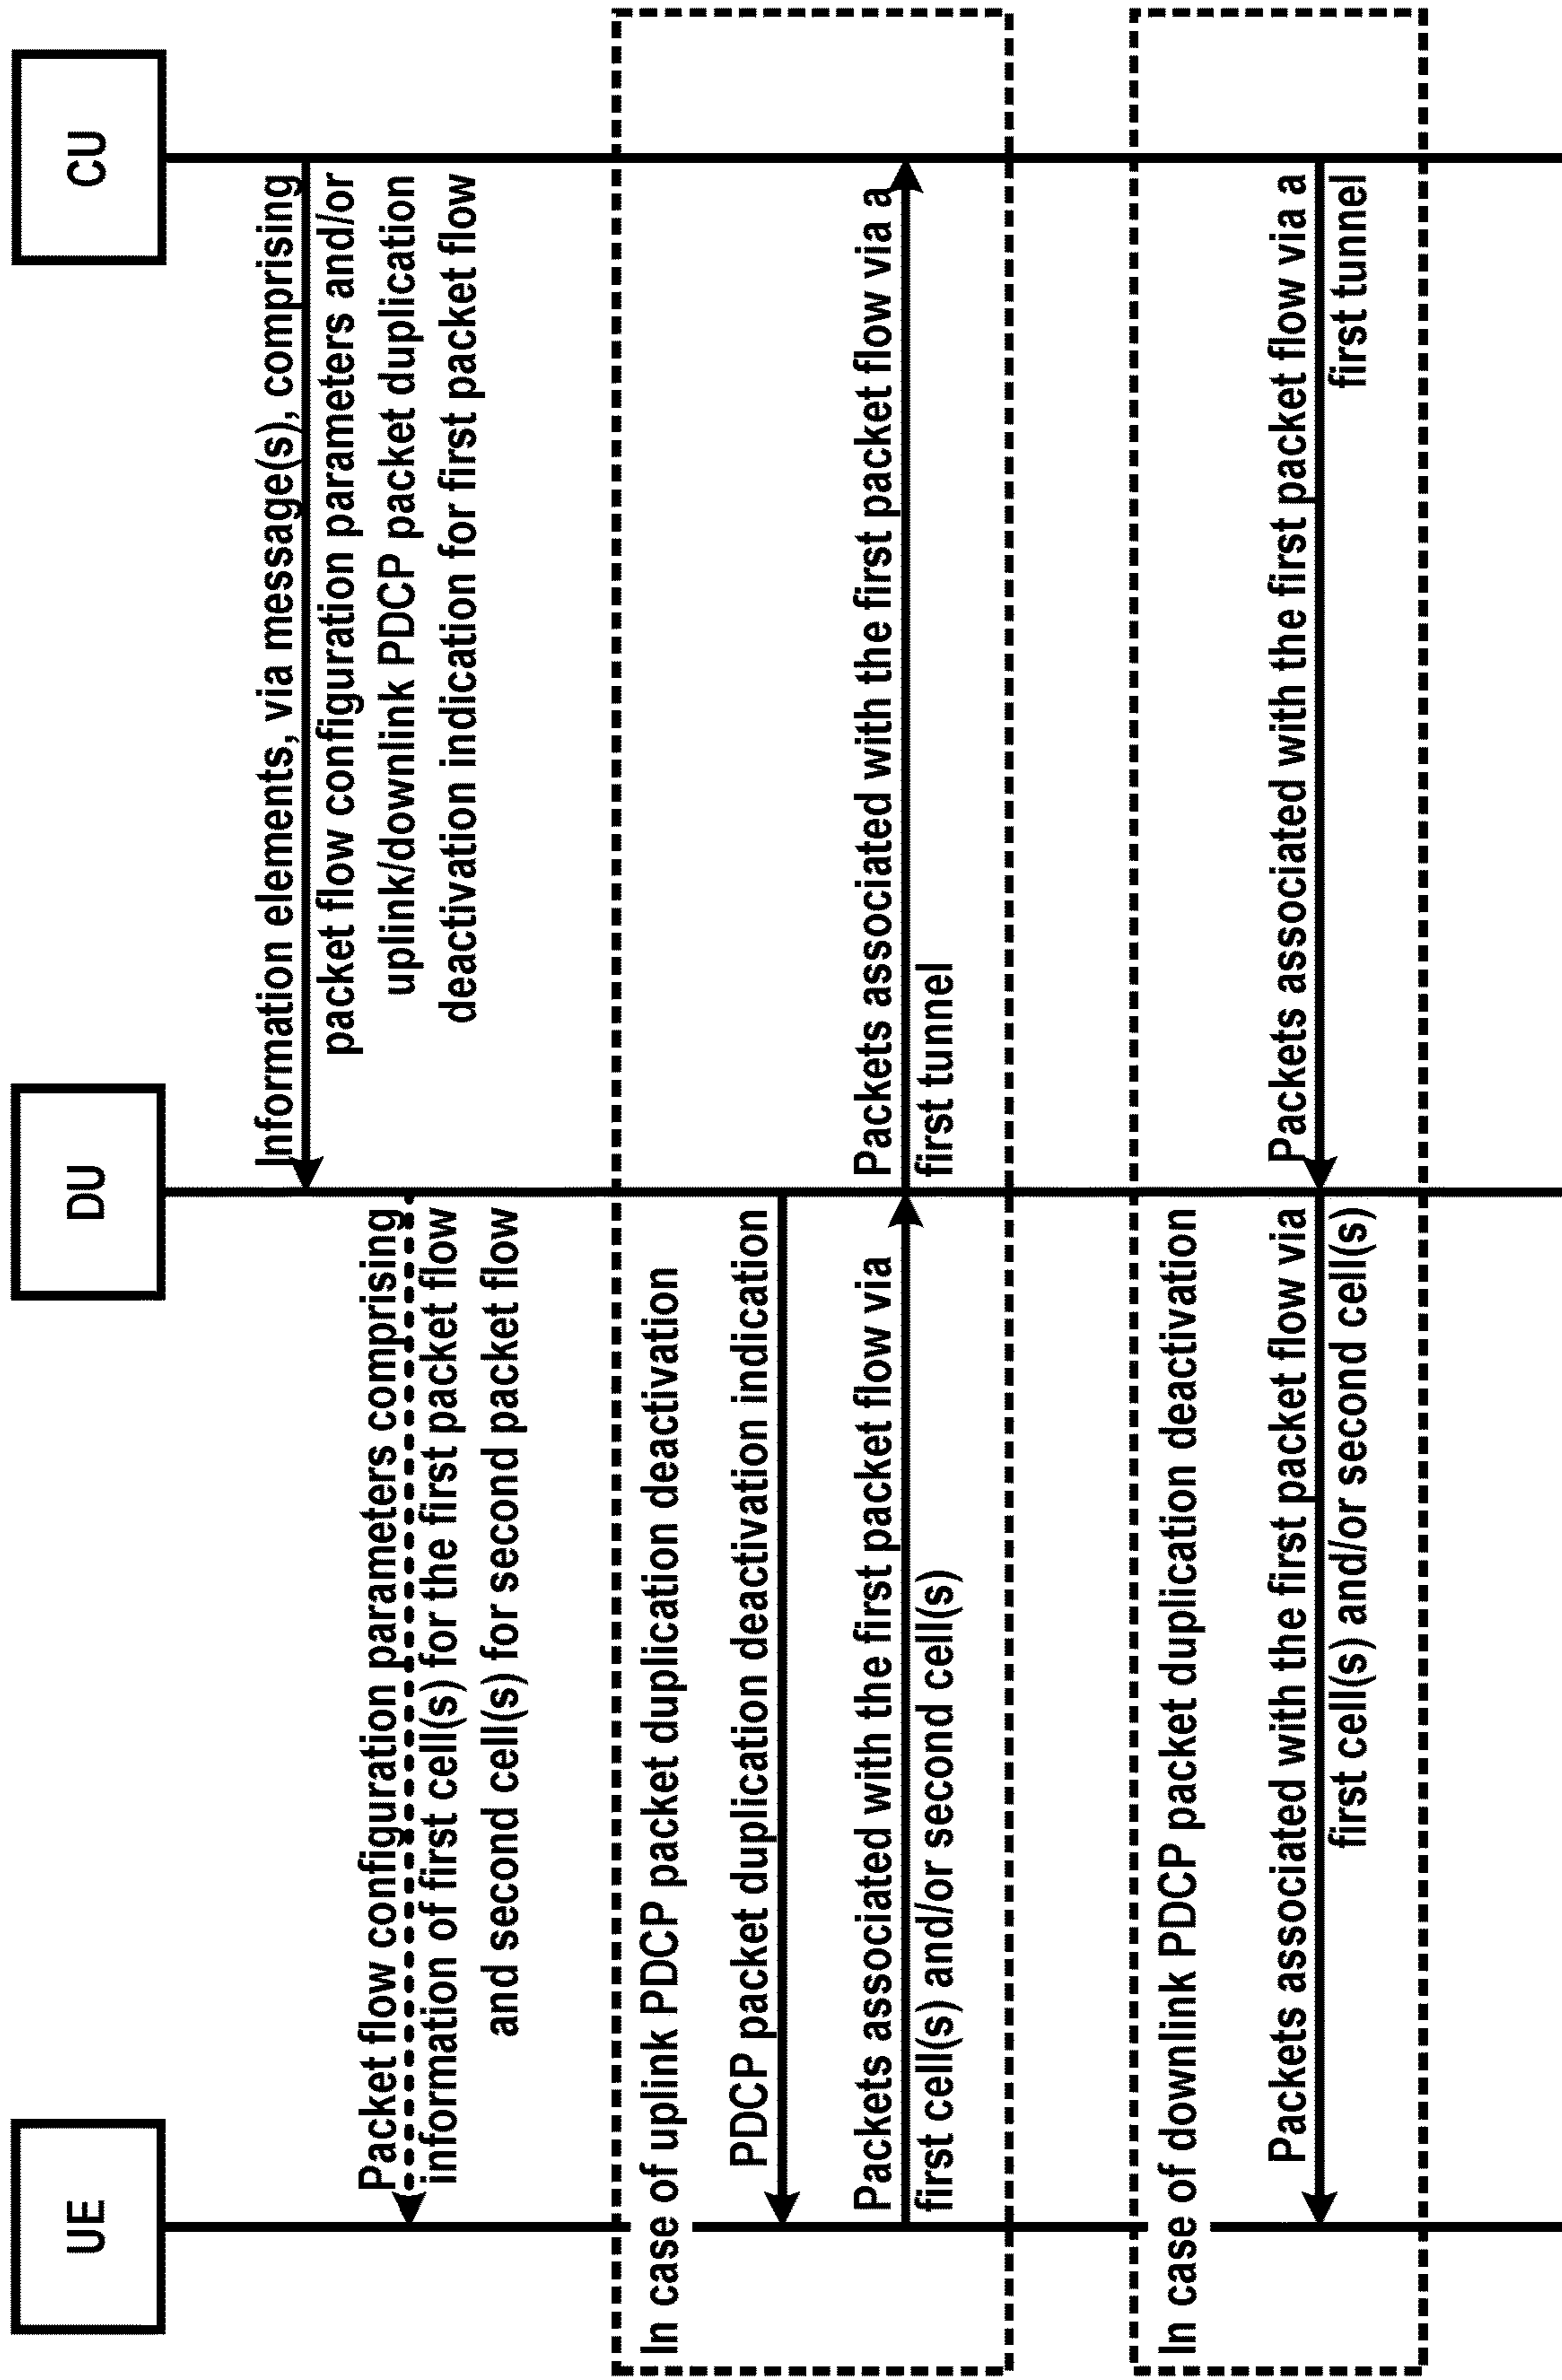 UE
DU
CU
Information elements, via message(s), comprising
packet flow configuration parameters and/or
uplink/downlink PDCP packet duplication
deactivation indication for first packet flow
Packet flow configuration parameters comprising
information of first cell(s) for the first packet flow
and second cell(s) for second packet flow
In case of uplink PDCP packet duplication deactivation
PDCP packet duplication deactivation indication
Packets associated with the first packet flow via
first cell(s) and/or second cell(s)
Packets associated with the first packet flow via a
first tunnel
In case of downlink PDCP packet duplication deactivation
Packets associated with the first packet flow via
first cell(s) and/or second cell(s)
Packets associated with the first packet flow via a
first tunnel